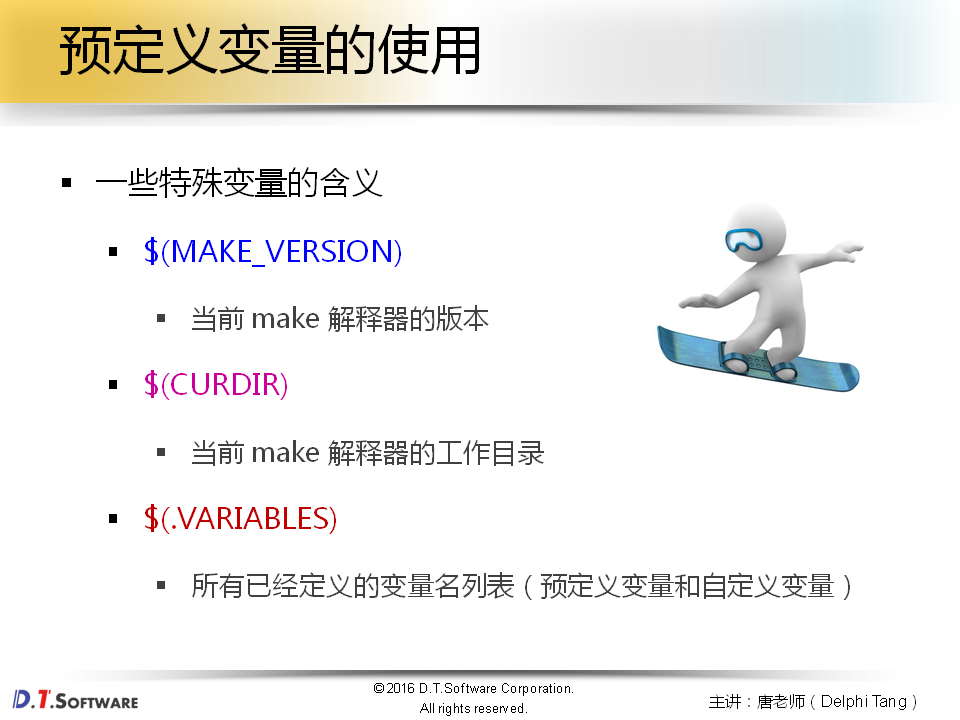 预定义变量的使用
一些特殊变量的含义
$(MAKE_VERSION)
当前 make 解释器的版本
$(CURDIR)
当前 make 解释器的工作目录
$(.VARIABLES)
所有已经定义的变量名列表（预定义变量和自定义变量）
D.T.SOFTWARE
©2016 D.T.Software Corporation.
All rights reserved.
主讲：唐老师（Delphi Tang）